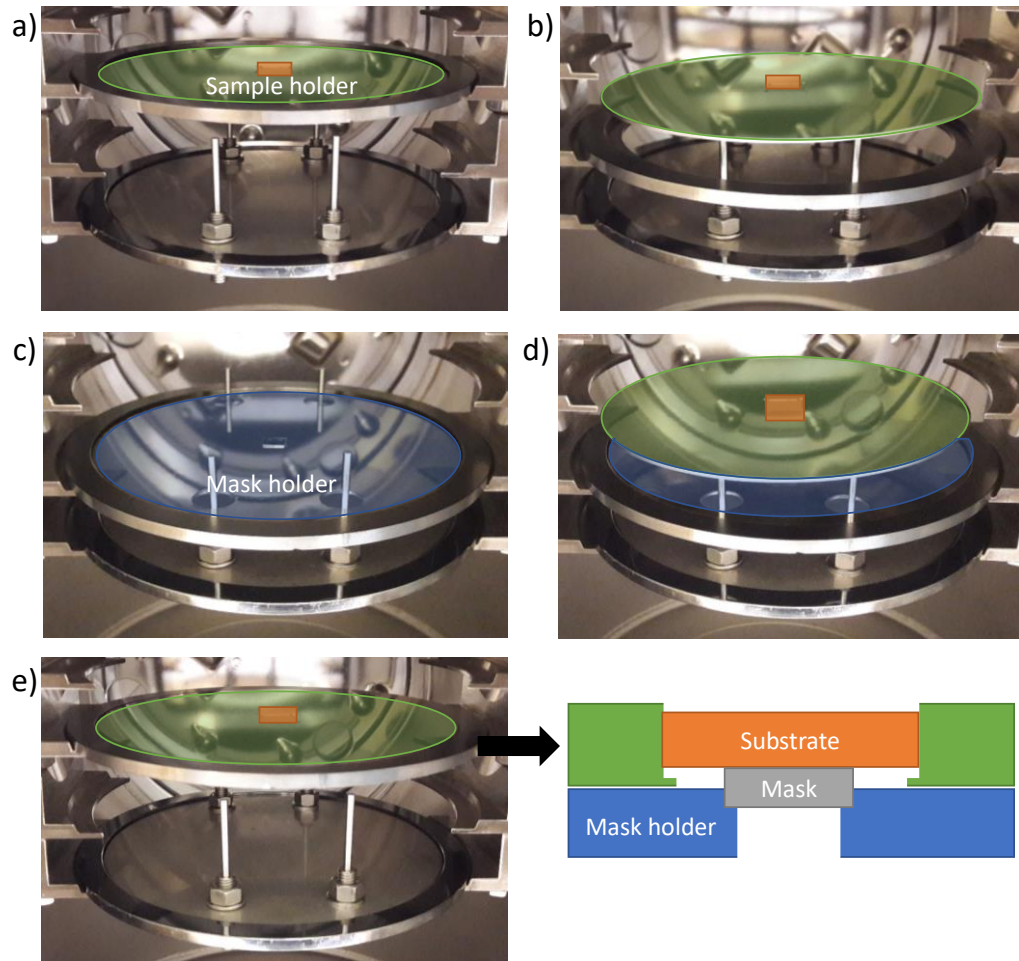 a)
Sample holder
b)
c)
Mask holder
d)
e)
Substrate
Mask
Mask holder